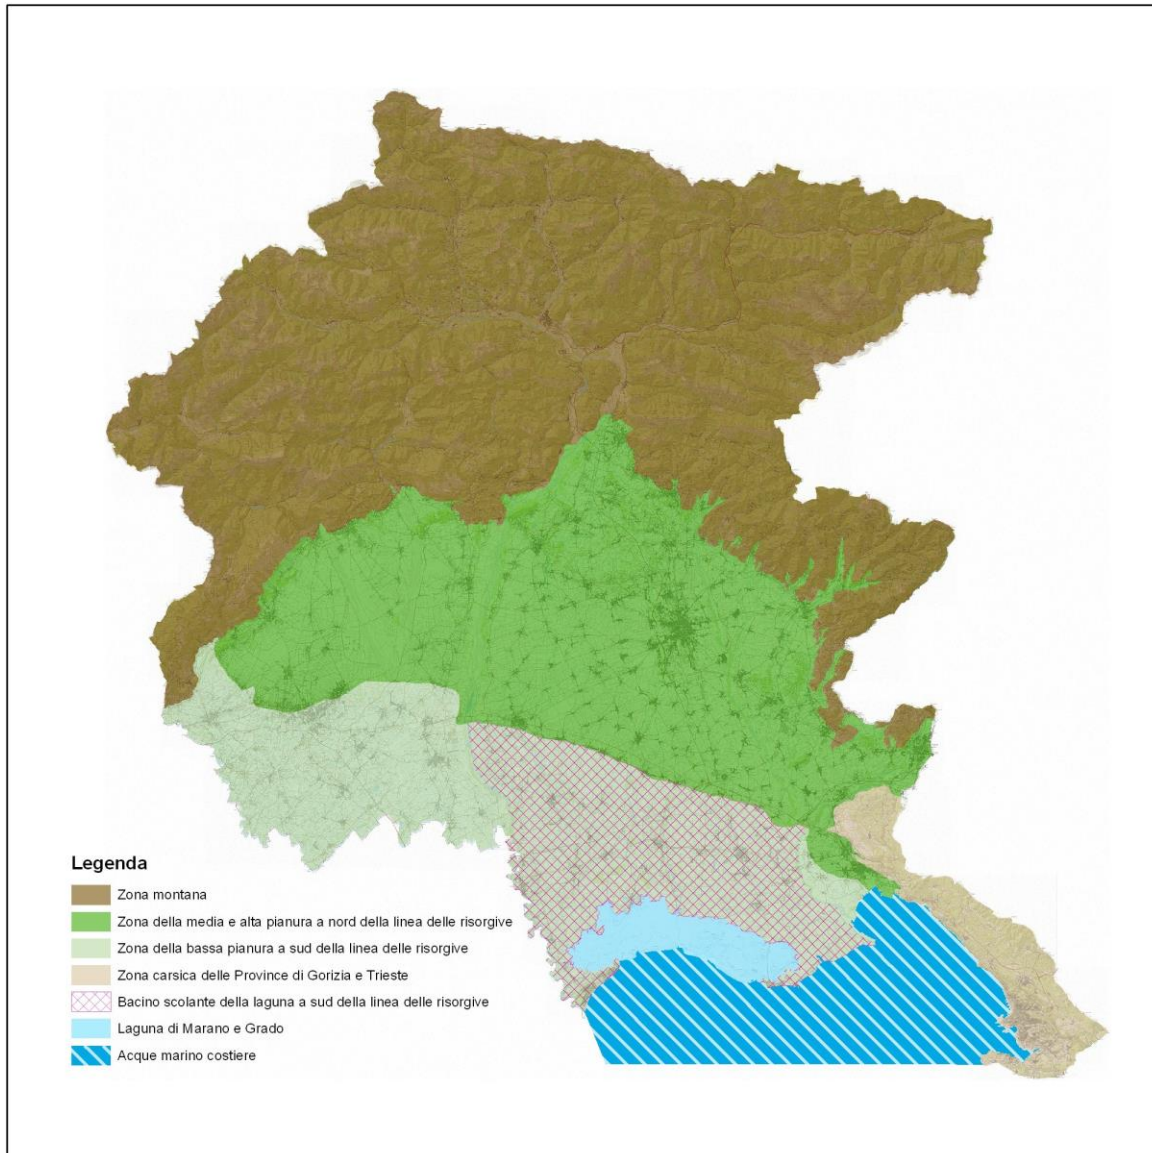 Legenda
Zona montana
Zona della media e alta pianura a nord della linea delle risorgive
Zona della bassa pianura a sud della linea delle risorgive
Zona carsica delle Province di Gorizia e Trieste
Bacino scolante della laguna a sud della linea delle risorgive
Laguna di Marano e Grado
Acque marino costiere